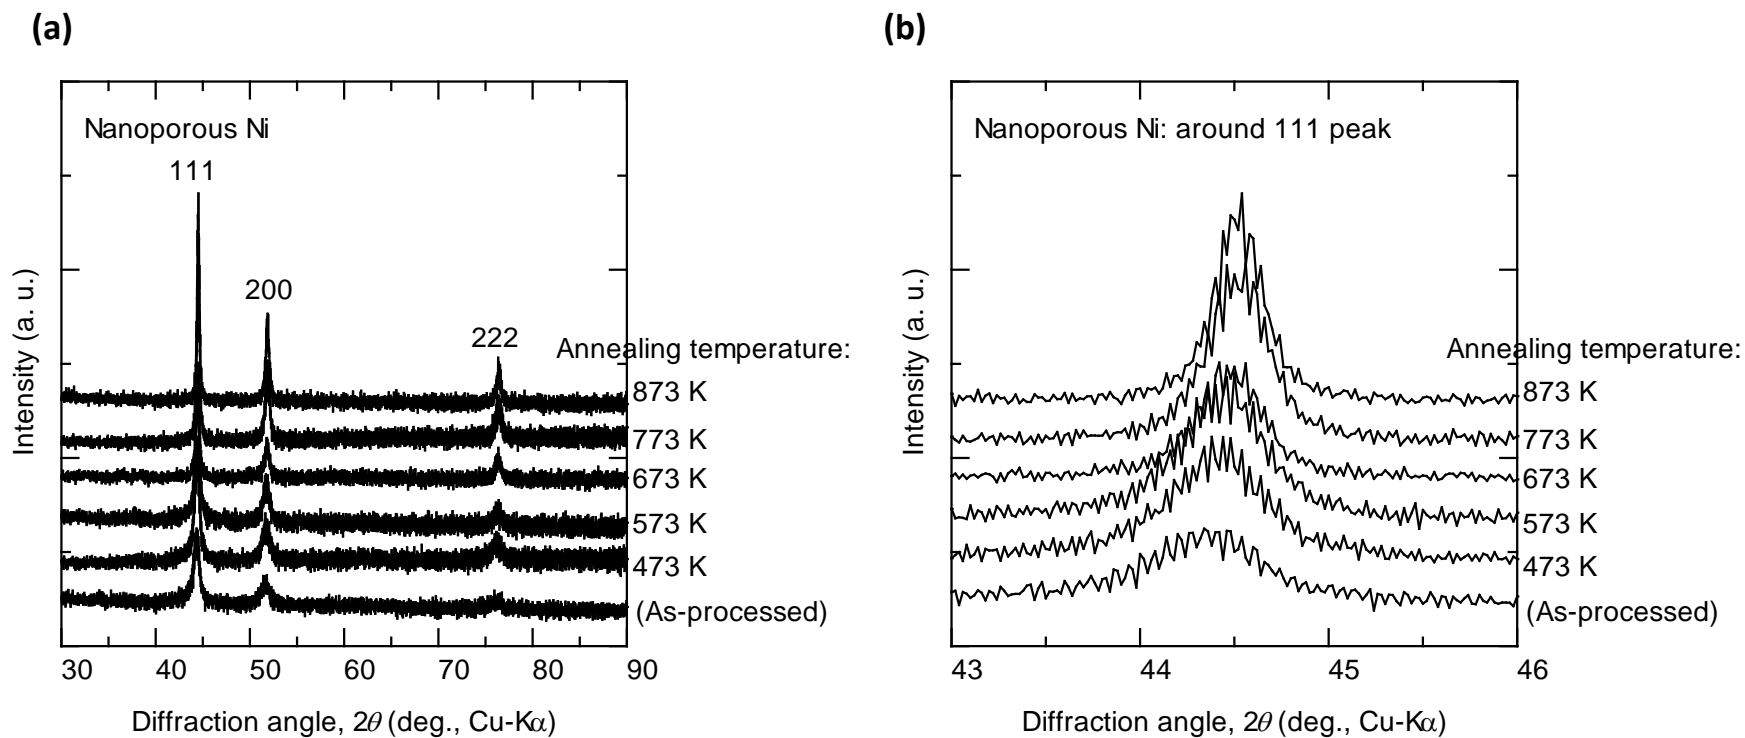 (a)
Nanoporous Ni
111
200
222
Annealing temperature:
873 K
773 K
673 K
573 K
473 K
(As-processed)
30 40 50 60 70 80 90
Diffraction angle, 2θ (deg., Cu-Kα)
Intensity (a. u.)
(b)
Nanoporous Ni: around 111 peak
Annealing temperature:
873 K
773 K
673 K
573 K
473 K
(As-processed)
43 44 45 46
Diffraction angle, 2θ (deg., Cu-Kα)
Intensity (a. u.)